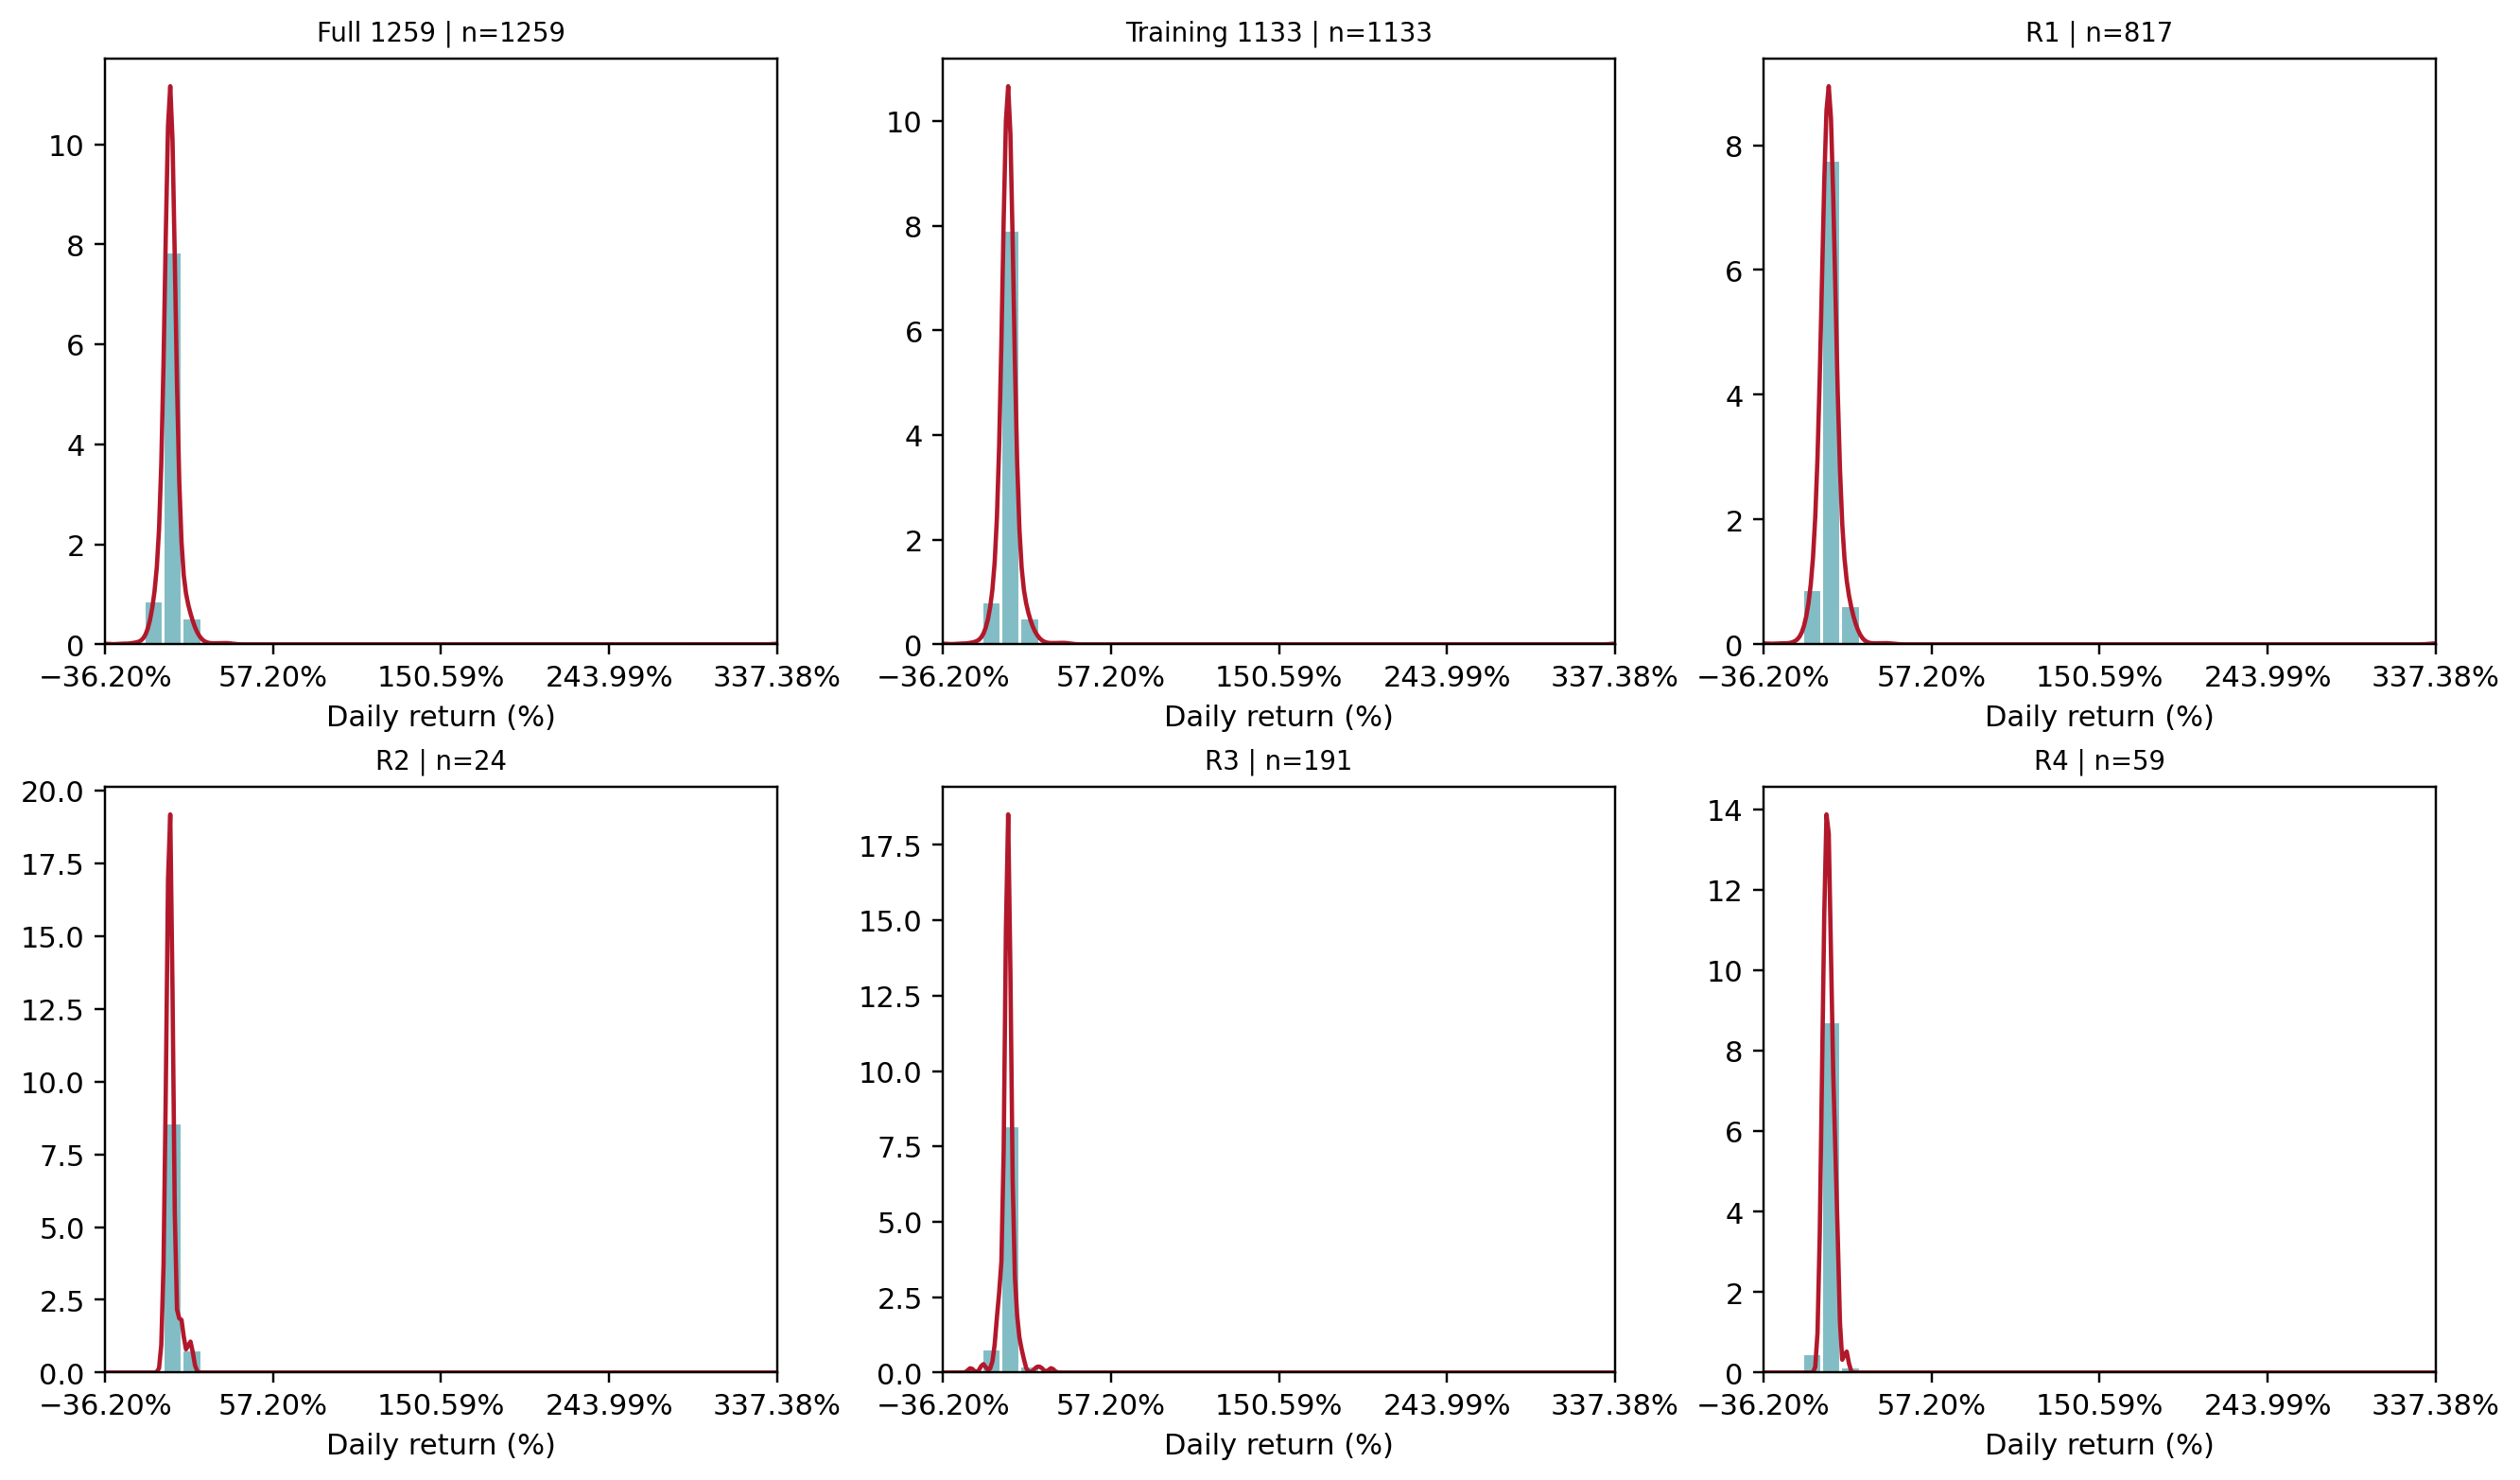 Full 1259 | n=1259
10
8
6
4
2
0
−36.20% 57.20% 150.59% 243.99% 337.38%
Daily return (%)
Training 1133 | n=1133
10
8
6
4
2
0
−36.20% 57.20% 150.59% 243.99% 337.38%
Daily return (%)
R1 | n=817
8
6
4
2
0
−36.20% 57.20% 150.59% 243.99% 337.38%
Daily return (%)
R2 | n=24
20.0
17.5
15.0
12.5
10.0
7.5
5.0
2.5
0.0
−36.20% 57.20% 150.59% 243.99% 337.38%
Daily return (%)
R3 | n=191
17.5
15.0
12.5
10.0
7.5
5.0
2.5
0.0
−36.20% 57.20% 150.59% 243.99% 337.38%
Daily return (%)
R4 | n=59
14
12
10
8
6
4
2
0
−36.20% 57.20% 150.59% 243.99% 337.38%
Daily return (%)